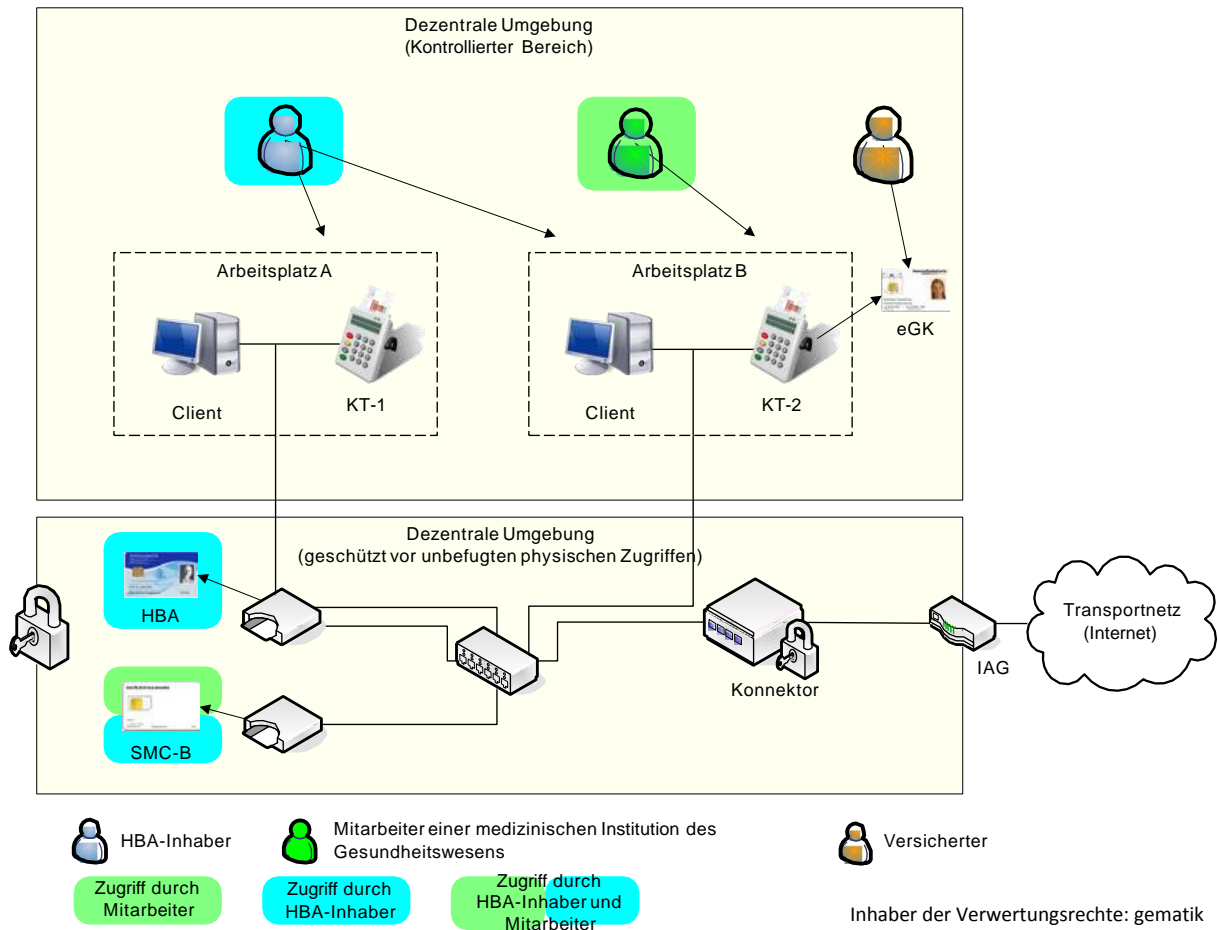 Dezentrale Umgebung
(Kontrollierter Bereich)
Arbeitsplatz A
Arbeitsplatz B
eGK
Client
KT-1
Client
KT-2
Dezentrale Umgebung
(geschützt vor unbefugten physischen Zugriffen)
HBA
SMC-B
Konnektor
IAG
Transportnetz
(Internet)
HBA-Inhaber
Mitarbeiter einer medizinischen Institution des
Gesundheitswesens
Versicherter
Zugriff durch
Mitarbeiter
Zugriff durch
HBA-Inhaber
Zugriff durch
HBA-Inhaber und
Mitarbeiter
Inhaber der Verwertungsrechte: gematik